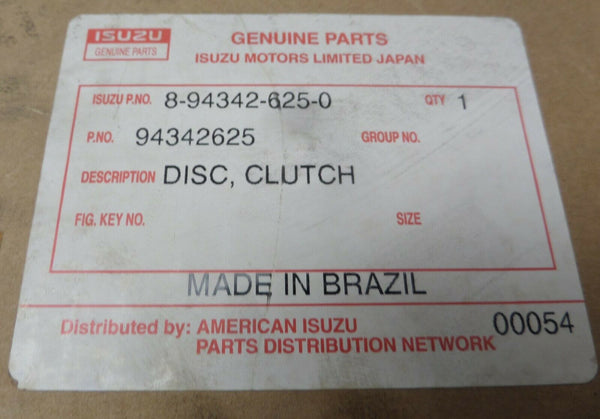 ISUZU
GENUINE PARTS
GENUINE PARTS
ISUZU MOTORS LIMITED JAPAN
ISUZU P.NO. 8-94342-625-0 QTY 1
P.NO. 94342625 GROUP NO.
DESCRIPTION DISC, CLUTCH
FIG. KEY NO. SIZE
MADE IN BRAZIL
Distributed by: AMERICAN ISUZU 00054
PARTS DISTRIBUTION NETWORK